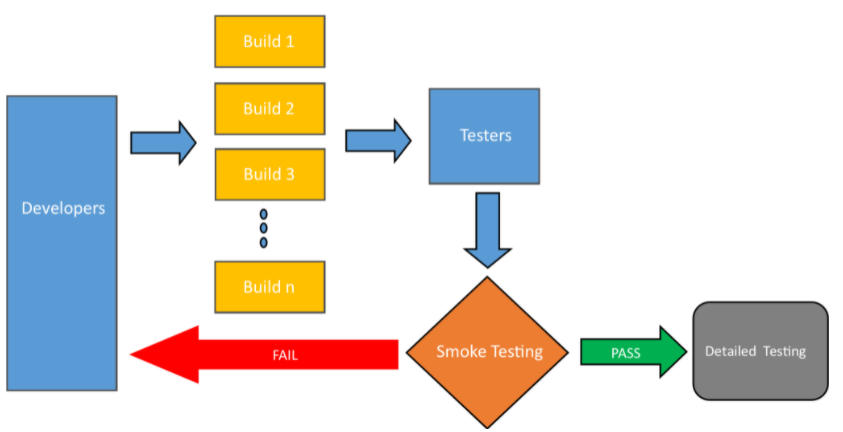 Build 1
Build 2
Build 3
Build n
Developers
Testers
Smoke Testing
FAIL
PASS
Detailed Testing